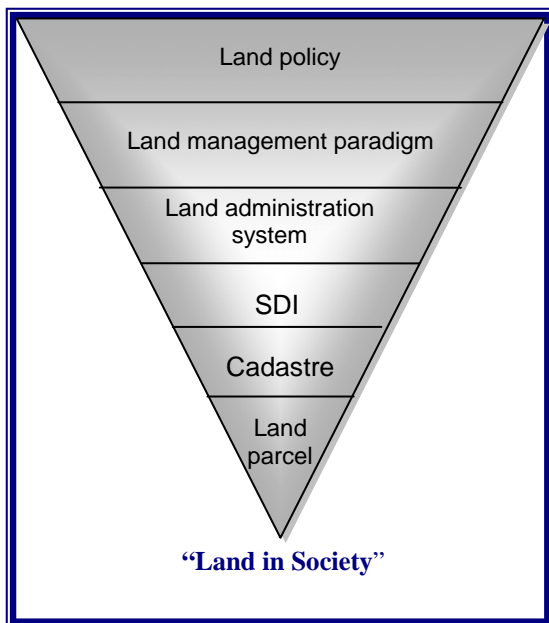 Land policy
Land management paradigm
Land administration
system
SDI
Cadastre
Land
parcel
“Land in Society”